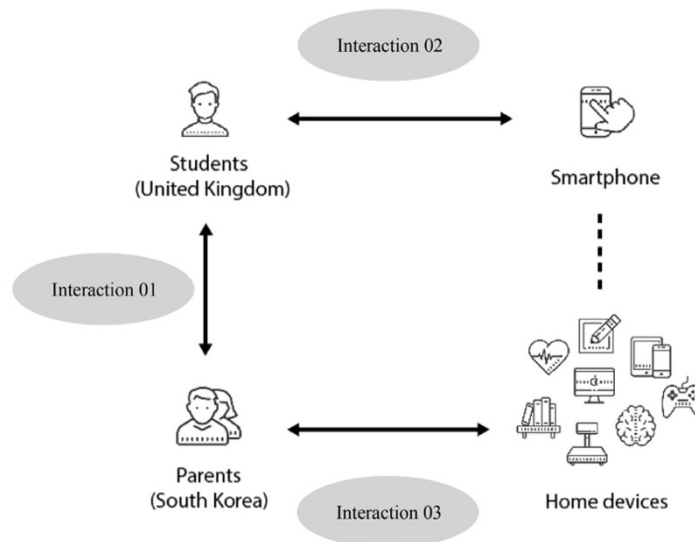 Interaction 02
Students
(United Kingdom)
Smartphone
Interaction 01
Parents
(South Korea)
Home devices
Interaction 03